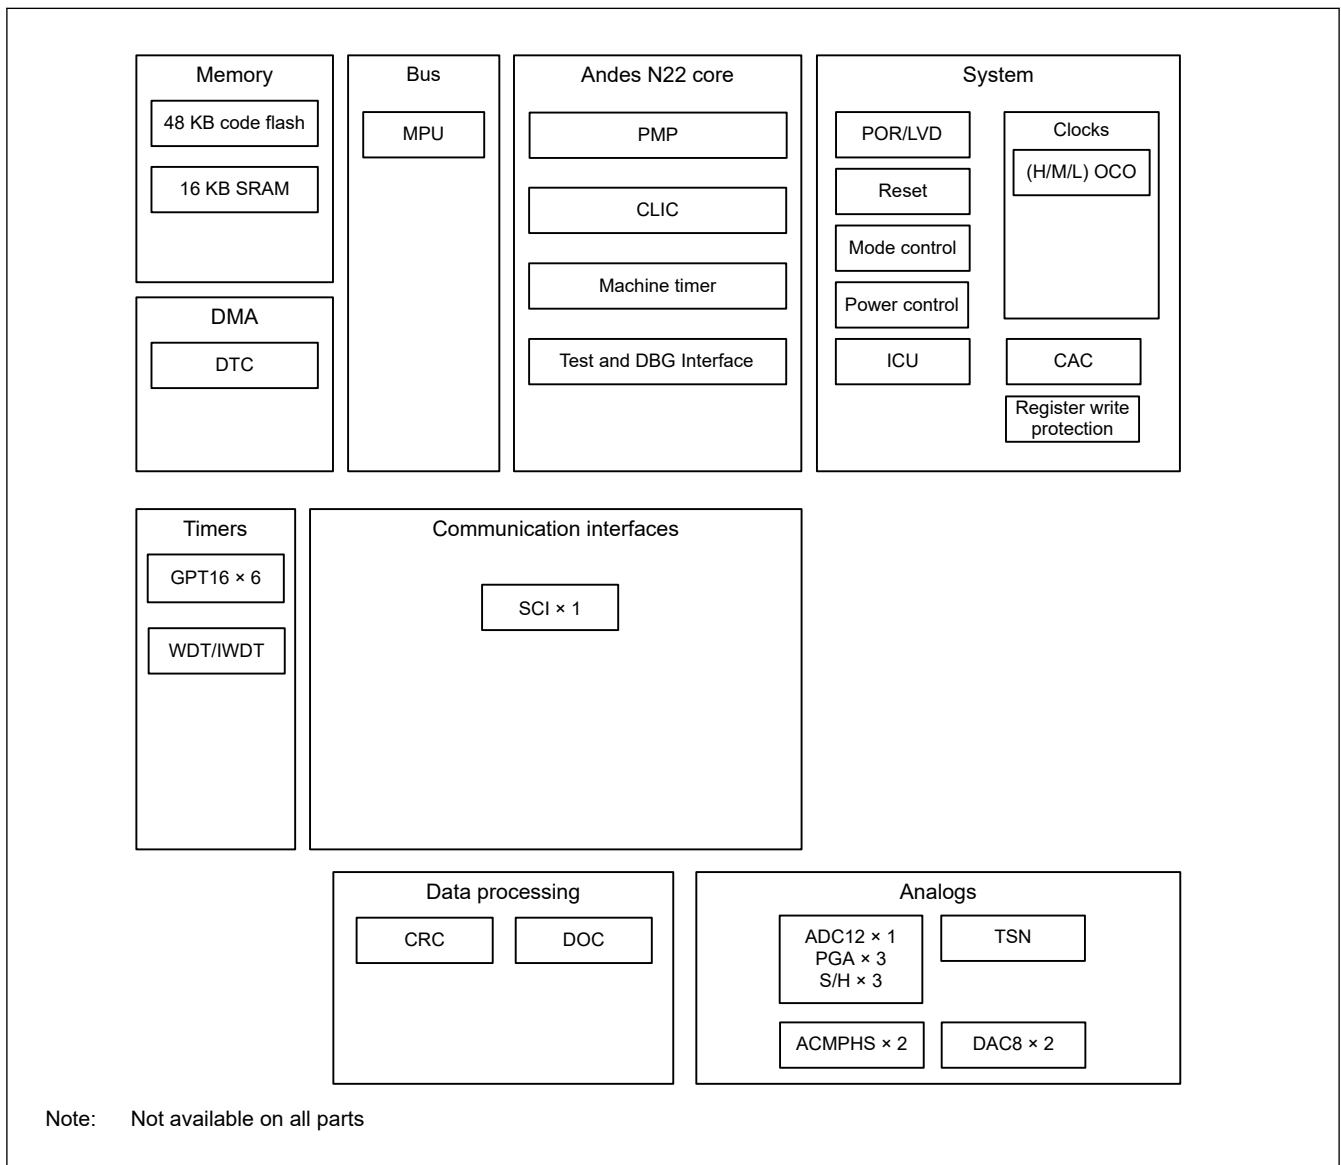 Memory
48 KB code flash
16 KB SRAM
DMA
DTC
Bus
MPU
Andes N22 core
PMP
CLIC
Machine timer
Test and DBG Interface
System
POR/LVD
Reset
Mode control
Power control
ICU
Clocks
(H/M/L) OCO
CAC
Register write
protection
Timers
GPT16 × 6
WDT/IWDT
Communication interfaces
SCI × 1
Data processing
CRC
DOC
Analogs
ADC12 × 1
PGA × 3
S/H × 3
TSN
ACMPHS × 2
DAC8 × 2
Note: Not available on all parts